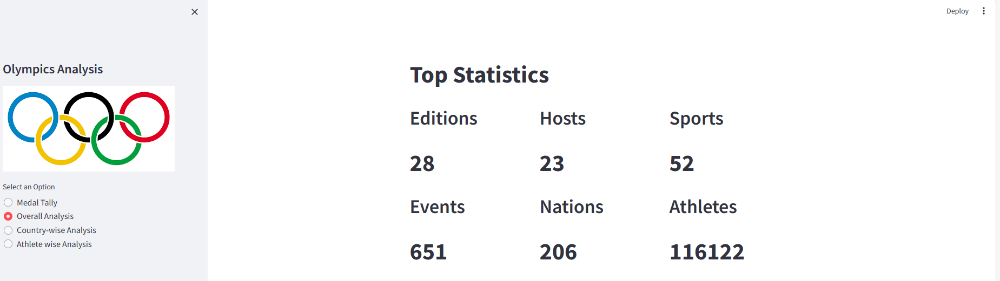 Deploy
Olympics Analysis
Select an Option
Medal Tally
Overall Analysis
Country-wise Analysis
Athlete wise Analysis
Top Statistics
Editions Hosts Sports
28 23 52
Events Nations Athletes
651 206 116122